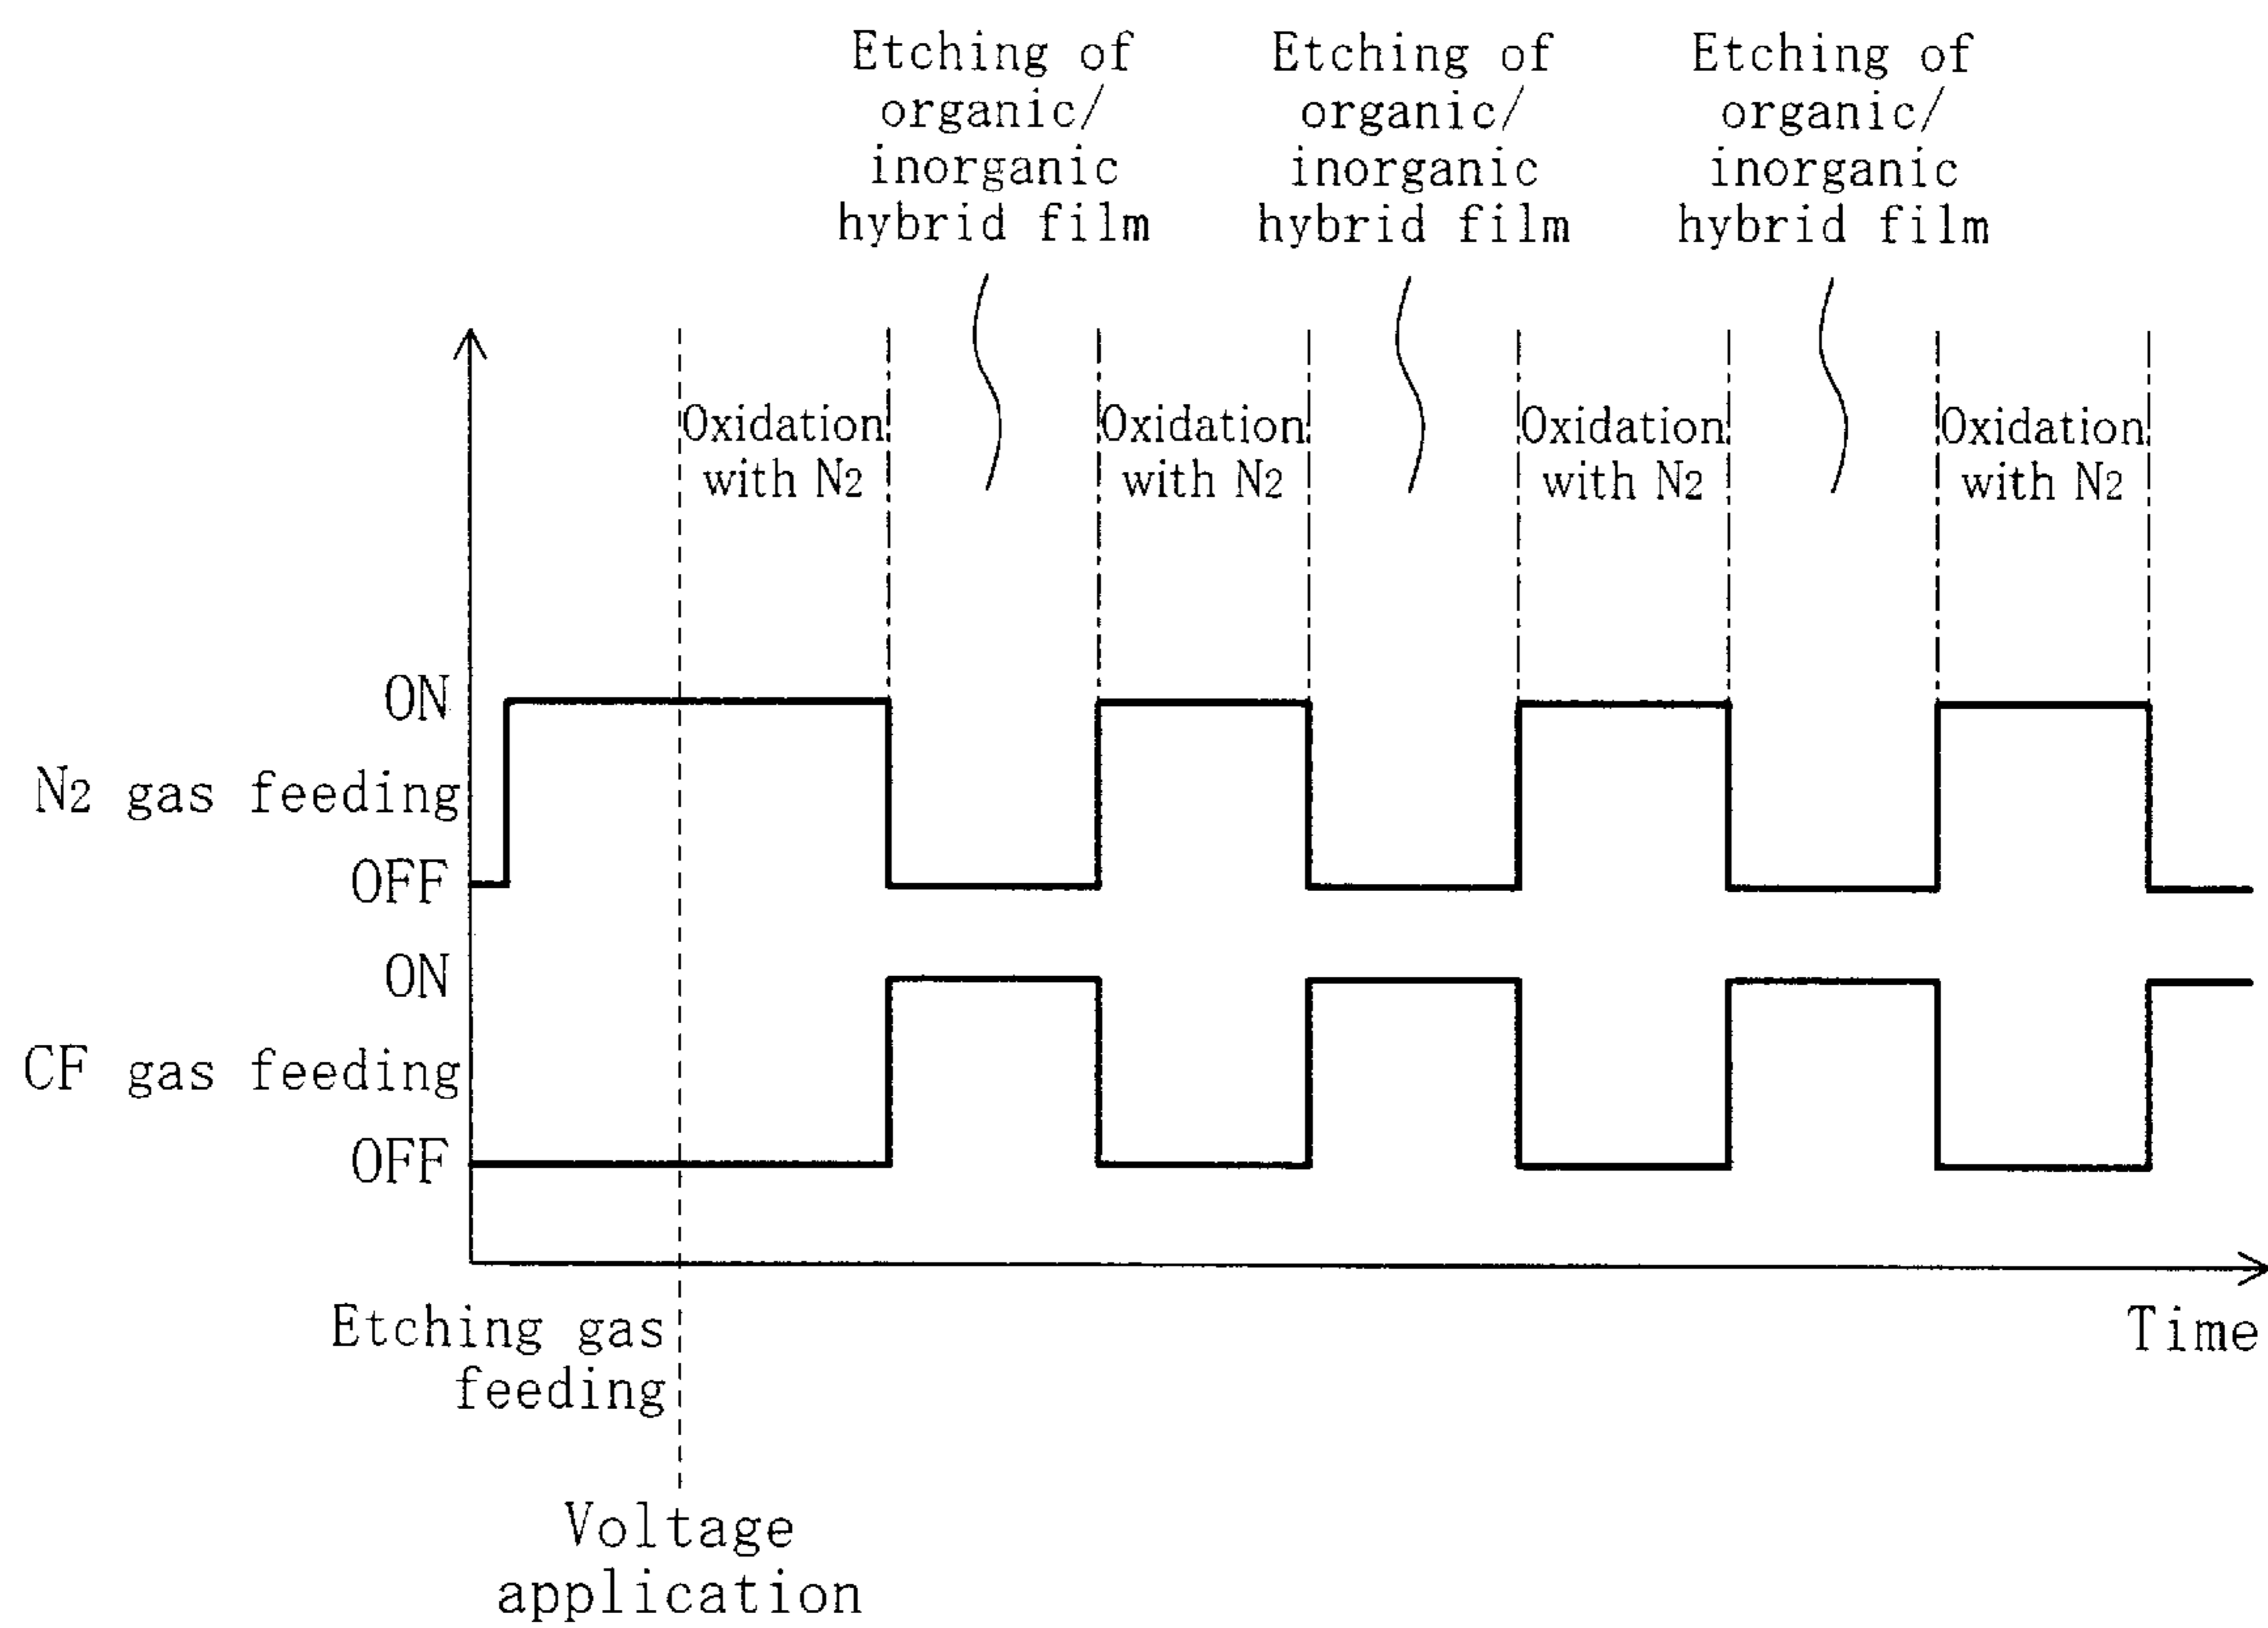 Etching of
organic/
inorganic
hybrid film
Etching of
organic/
inorganic
hybrid film
Etching of
organic/
inorganic
hybrid film
Oxidation
with N2
Oxidation
with N2
Oxidation
with N2
Oxidation
with N2
ON
N2 gas feeding
OFF
ON
CF gas feeding
OFF
Etching gas
feeding
Time
Voltage
application